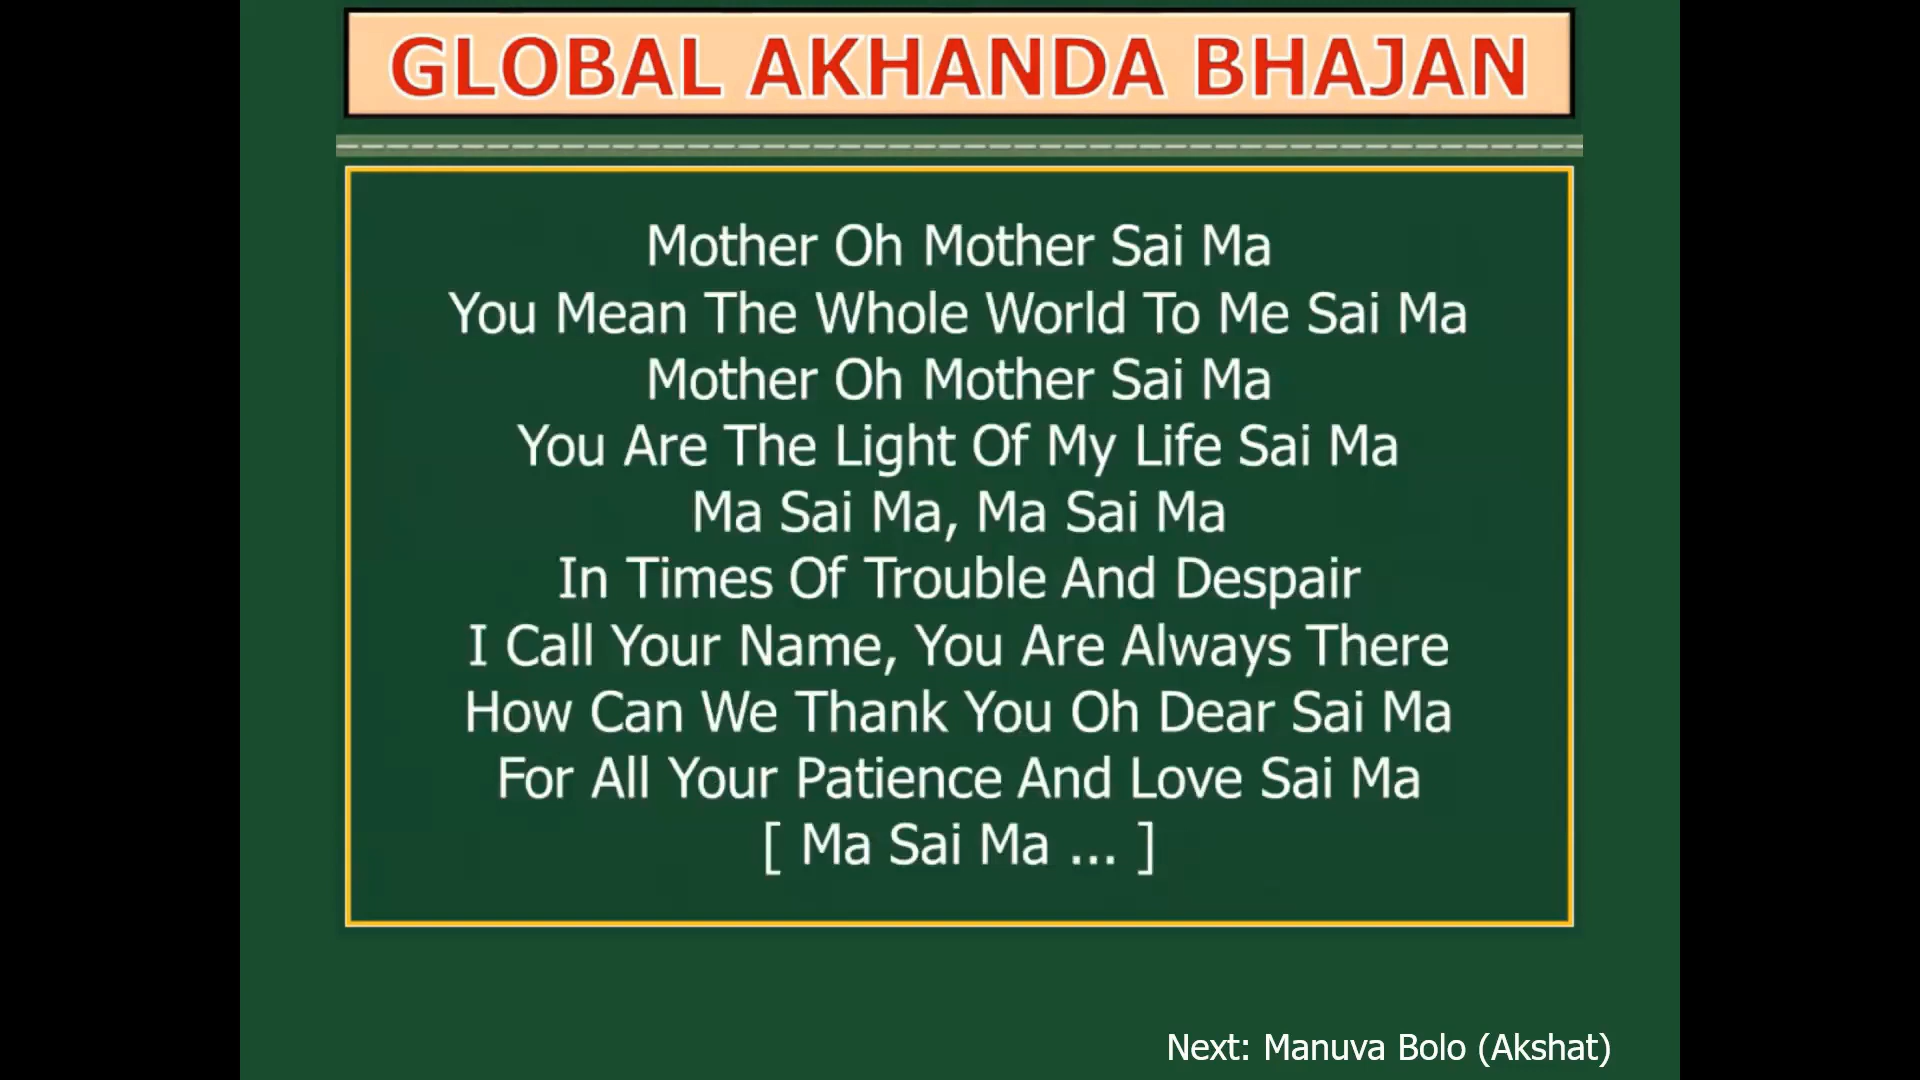 GLOBAL AKHANDA BHAJAN
Mother Oh Mother Sai Ma
You Mean The Whole World To Me Sai Ma
Mother Oh Mother Sai Ma
You Are The Light Of My Life Sai Ma
Ma Sai Ma, Ma Sai Ma
In Times Of Trouble And Despair
I Call Your Name, You Are Always There
How Can We Thank You Oh Dear Sai Ma
For All Your Patience And Love Sai Ma
[ Ma Sai Ma ... ]
Next: Manuva Bolo (Akshat)